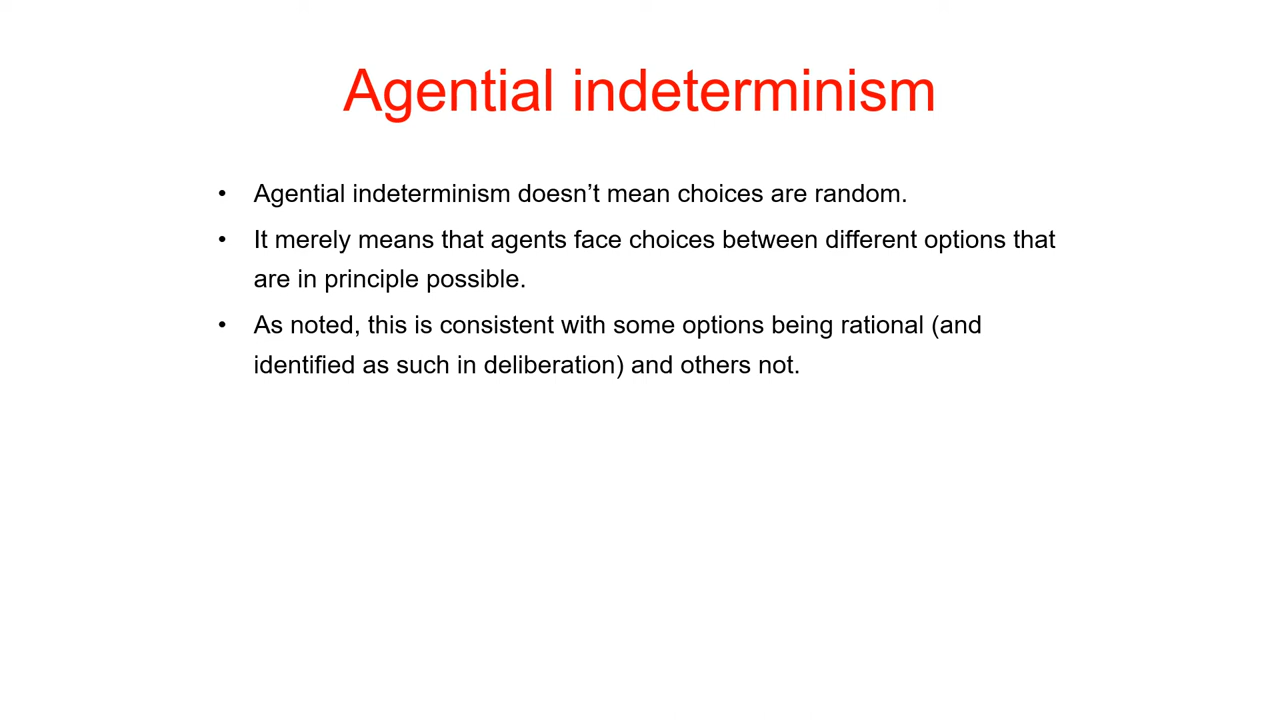 Agential indeterminism
• Agential indeterminism doesn’t mean choices are random.
• It merely means that agents face choices between different options that
are in principle possible.
• As noted, this is consistent with some options being rational (and
identified as such in deliberation) and others not.